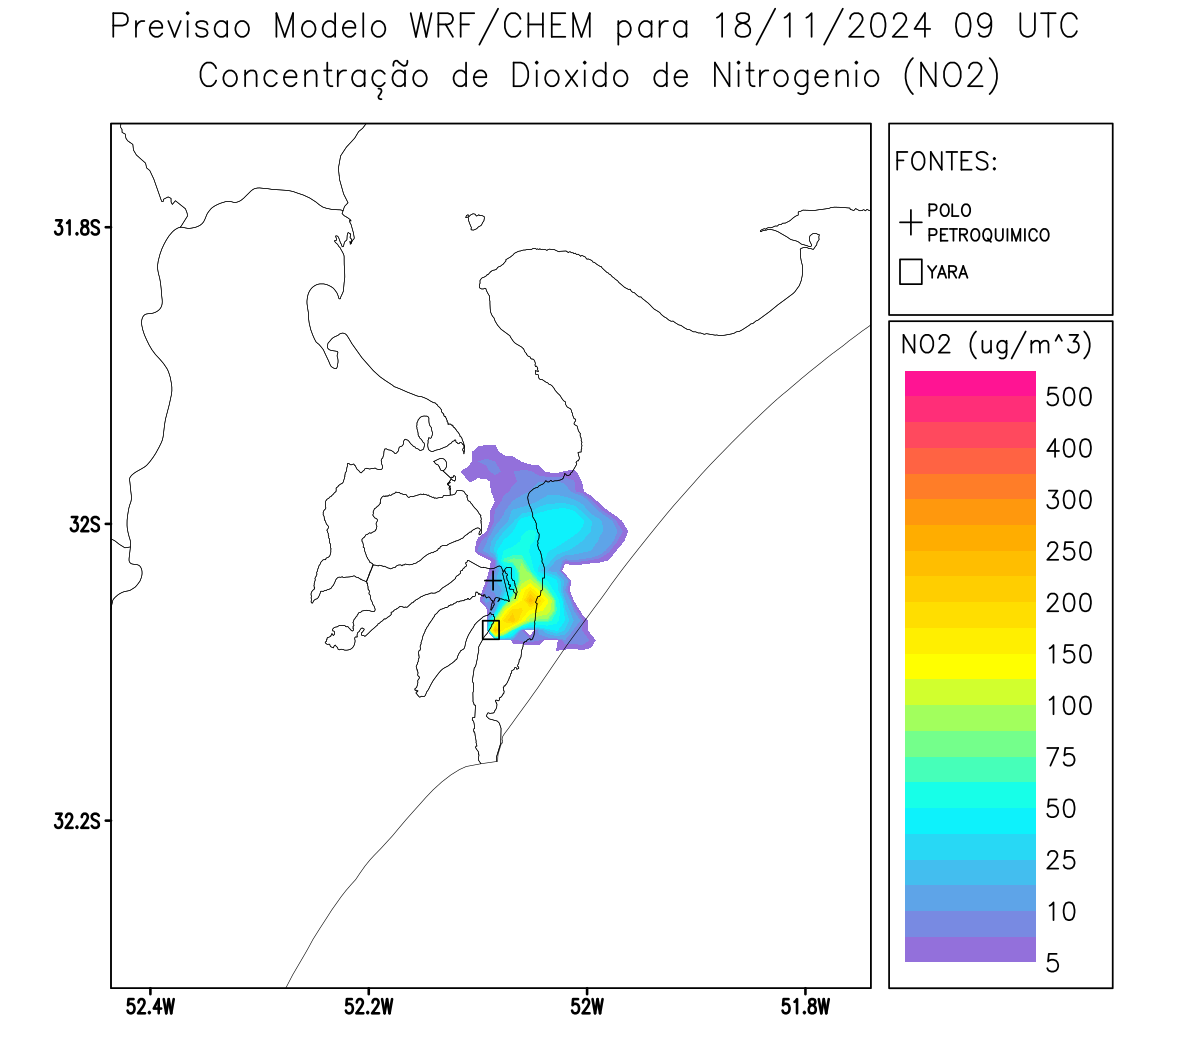 Previsao Modelo WRF/CHEM para 18/11/2024 09 UTC
Concentração de Dioxido de Nitrogenio (NO2)
FONTES:
POLO
PETROQUIMICO
YARA
31.8S
32S
32.2S
52.4W
52.2W
52W
51.8W
NO2 (ug/m^3)
500
400
300
250
200
150
100
75
50
25
10
5